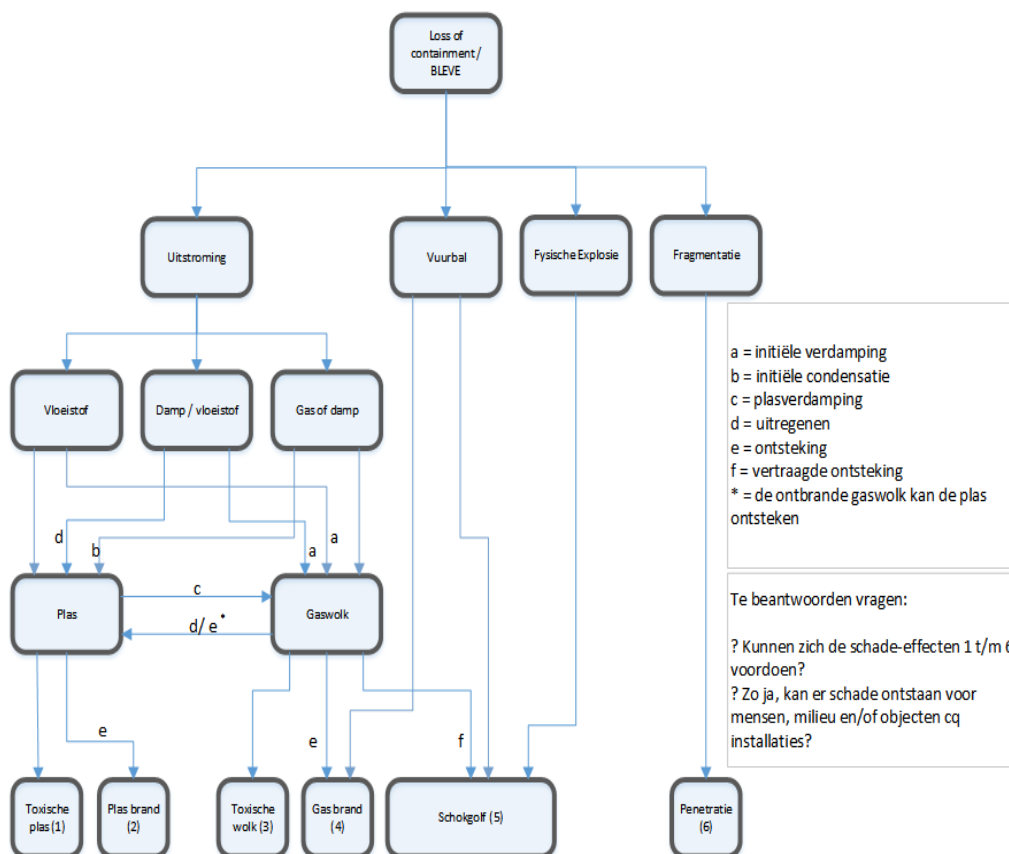 Loss of
containment /
BLEVE
Uitstroming
Vuurbal
Fysische Explosie
Fragmentatie
Vloeistof
Damp / vloeistof
Gas of damp
a = initiële verdamping
b = initiële condensatie
c = plasverdamping
d = uitregenen
e = ontsteking
f = vertraagde ontsteking
* = de ontbrande gaswolk kan de plas
ontsteken
d
b
a
a
Plas
c
d/ e *
Gaswolk
Te beantwoorden vragen:
? Kunnen zich de schade-effecten 1 t/m 6
voordoen?
? Zo ja, kan er schade ontstaan voor
mensen, milieu en/of objecten cq
installaties?
e
e
f
Toxische
plas (1)
Plas brand
(2)
Toxische
wolk (3)
Gas brand
(4)
Schokgolf (5)
Penetratie
(6)